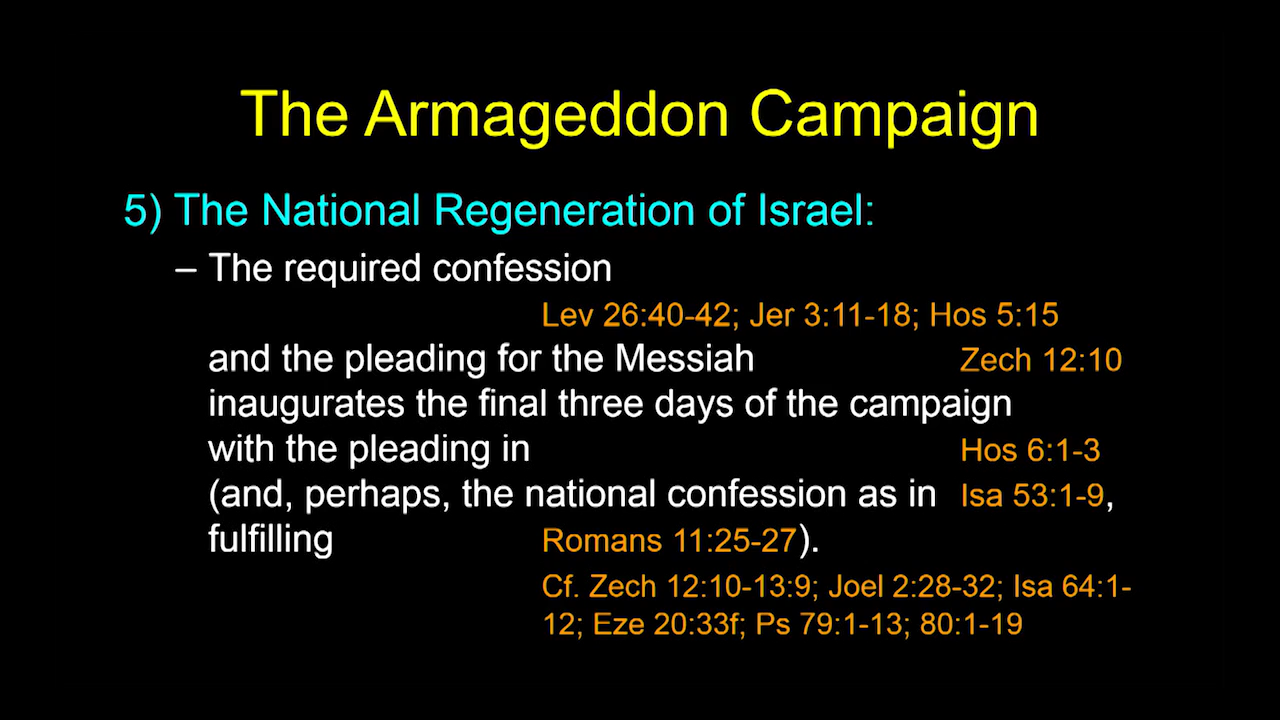 The Armageddon Campaign
5) The National Regeneration of Israel:
– The required confession
Lev 26:40-42; Jer 3:11-18; Hos 5:15
and the pleading for the Messiah Zech 12:10
inaugurates the final three days of the campaign
with the pleading in Hos 6:1-3
(and, perhaps, the national confession as in Isa 53:1-9,
fulfilling Romans 11:25-27).
Cf. Zech 12:10-13:9; Joel 2:28-32; Isa 64:1-
12; Eze 20:33f; Ps 79:1-13; 80:1-19